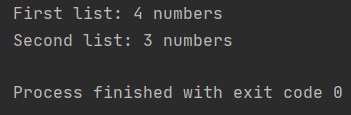 First list: 4 numbers
Second list: 3 numbers
Process finished with exit code 0